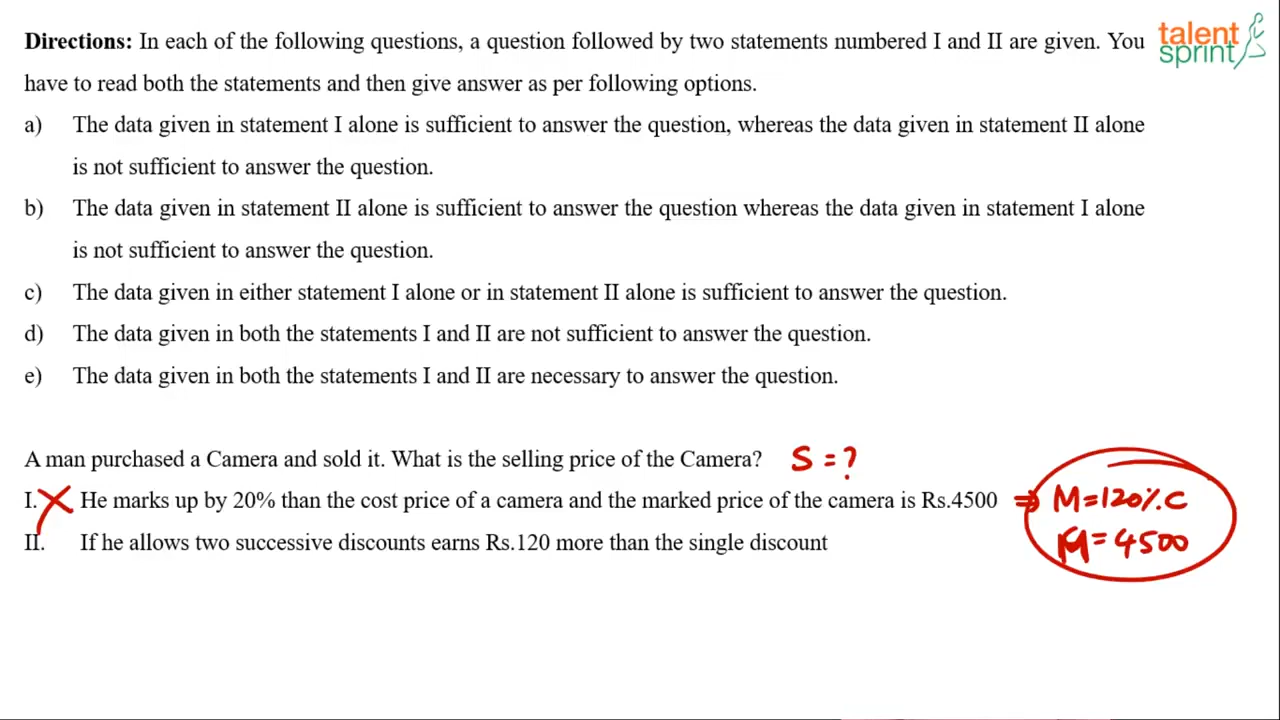 Directions: In each of the following questions, a question followed by two statements numbered I and II are given. You
talent
sprint
have to read both the statements and then give answer as per following options.
a) The data given in statement I alone is sufficient to answer the question, whereas the data given in statement II alone
is not sufficient to answer the question.
b) The data given in statement II alone is sufficient to answer the question whereas the data given in statement I alone
is not sufficient to answer the question.
c) The data given in either statement I alone or in statement II alone is sufficient to answer the question.
d) The data given in both the statements I and II are not sufficient to answer the question.
e) The data given in both the statements I and II are necessary to answer the question.
A man purchased a Camera and sold it. What is the selling price of the Camera? S = ?
I. He marks up by 20% than the cost price of a camera and the marked price of the camera is Rs.4500 ⇒ M = 120%.C
II. If he allows two successive discounts earns Rs.120 more than the single discount M = 4500